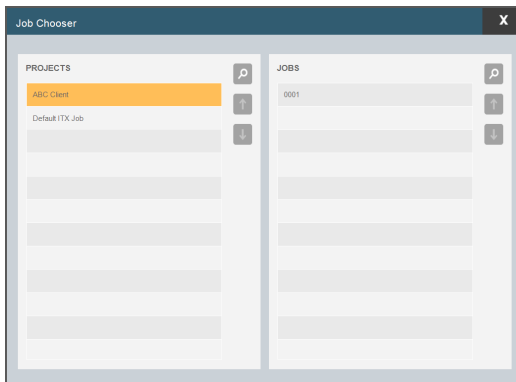 Job Chooser X
PROJECTS
ABC Client
Default ITX Job
JOBS
0001